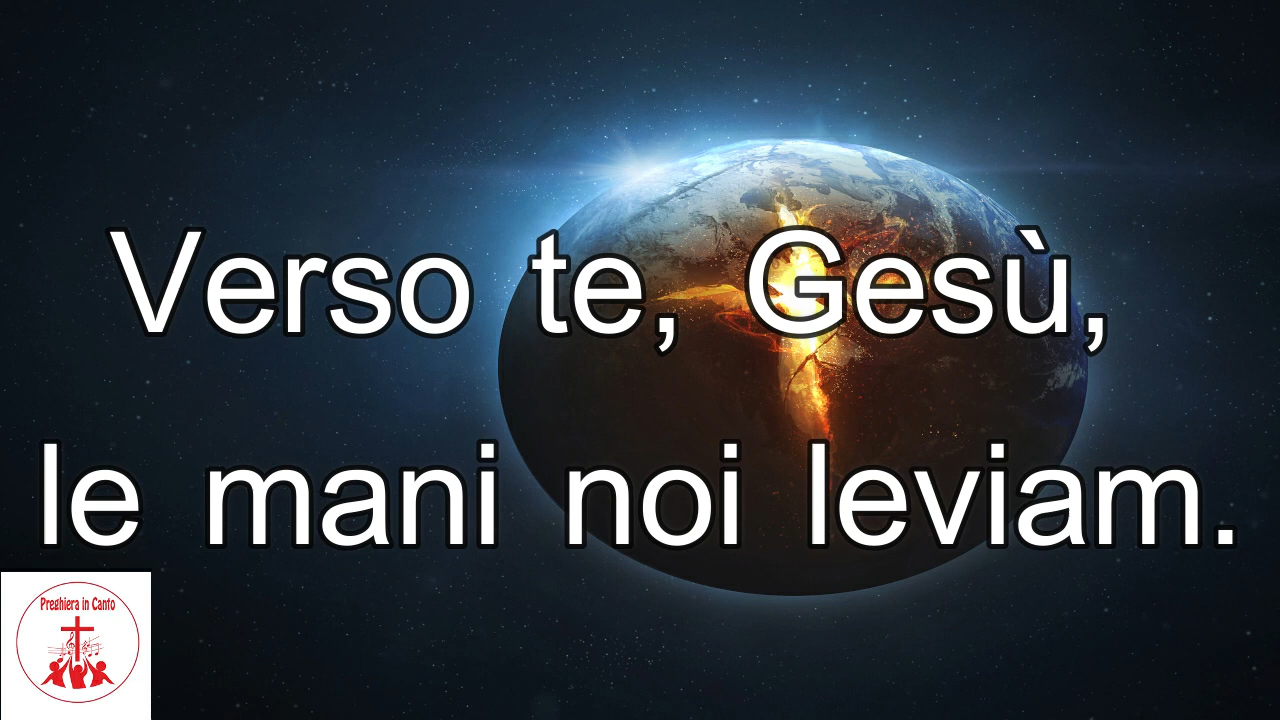 Verso te, Gesù,
le mani noi leviam.
Preghiera in Canto